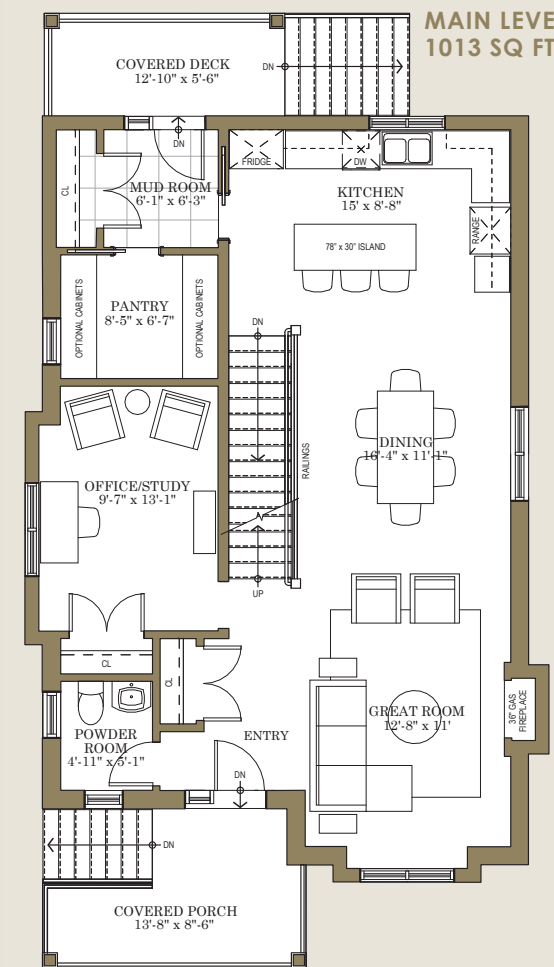 MAIN LEVE
1013 SQ FT
COVERED DECK
12'-10" x 5'-6"
DN
DN
FRIDGE
DW
CL
MUD ROOM
6'-1" x 6'-3"
KITCHEN
15' x 8'-8"
RANGE
78" x 30" ISLAND
OPTIONAL CABINETS
PANTRY
8'-5" x 6'-7"
OPTIONAL CABINETS
DN
RAILINGS
DINING
16'-4" x 11'-1"
OFFICE/STUDY
9'-7" x 13'-1"
UP
CL
CL
GREAT ROOM
12'-8" x 11'
36" GAS
FIREPLACE
POWDER
ROOM
4'-11" x 5'-1"
ENTRY
DN
DN
COVERED PORCH
13'-8" x 8'-6"